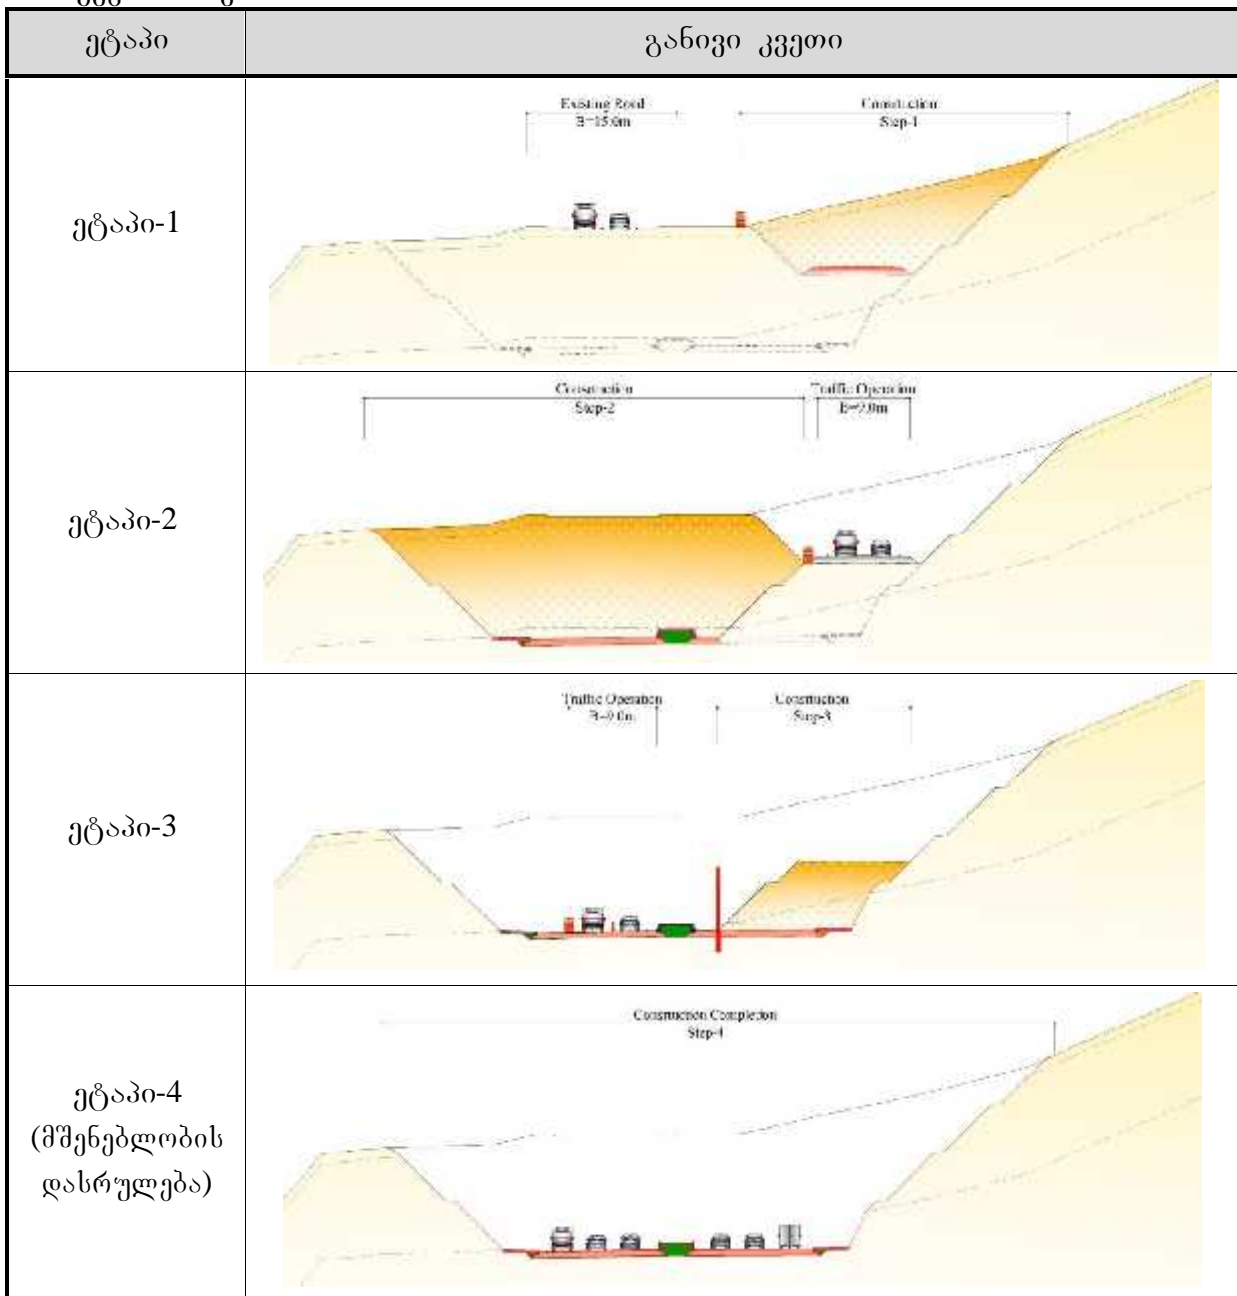 ეტაპი
განივი კვეთი
ეტაპი-1
Existing Road
B=15.0m
Construction
Step-1
ეტაპი-2
Construction
Step-2
Traffic Operation
B=9.0m
ეტაპი-3
Traffic Operation
B=9.0m
Construction
Step-3
ეტაპი-4
(მშენებლობის
დასრულება)
Construction Completion
Step-4